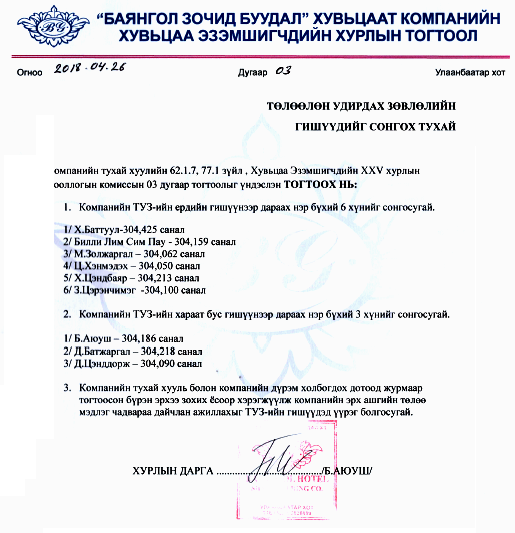 "БАЯНГОЛ ЗОЧИД БУУДАЛ" ХУВЬЦААТ КОМПАНИЙН
ХУВЬЦАА ЭЗЭМШИГЧДИЙН ХУРЛЫН ТОГТООЛ
Огноо 2018.04.26 Дугаар 03 Улаанбаатар хот
ТӨЛӨӨЛӨН УДИРДАХ ЗӨВЛӨЛИЙН
ГИШҮҮДИЙГ СОНГОХ ТУХАЙ
омпанийн тухай хуулийн 62.1.7, 77.1 зүйл , Хувьцаа Эзэмшигчдийн XXV хурлын
ооллогын комиссын 03 дугаар тогтоолыг үндэслэн ТОГТООХ НЬ:
1. Компанийн ТУЗ-ийн ердийн гишүүнээр дараах нэр бүхий 6 хүнийг сонгосугай.
1/ Х.Баттуул-304,425 санал
2/ Билли Лим Сим Пау - 304,159 санал
3/ М.Золжаргал – 304,062 санал
4/ Ц.Хэнмэдэх – 304,050 санал
5/ Х.Цэндбаяр – 304,213 санал
6/ З.Цэрэнчимэг -304,100 санал
2. Компанийн ТУЗ-ийн хараат бус гишүүнээр дараах нэр бүхий 3 хүнийг сонгосугай.
1/ Б.Аюуш – 304,186 санал
2/ Д.Батжаргал – 304,218 санал
3/ Д.Цэнддорж – 304,090 санал
3. Компанийн тухай хууль болон компанийн дүрэм холбогдох дотоод журмаар
тогтоосон бүрэн эрхээ зохих ёсоор хэрэгжүүлж компанийн эрх ашгийн төлөө
мэдлэг чадвараа дайчлан ажиллахыг ТУЗ-ийн гишүүдэд үүрэг болгосугай.
ХУРЛЫН ДАРГА ................................/Б.АЮУШ/
HOTEL